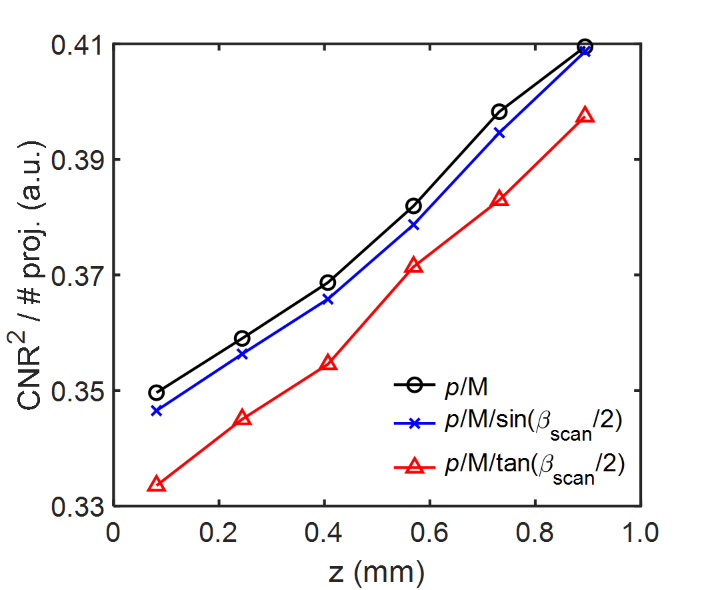 CNR² / # proj. (a.u.)
0.41
0.39
0.37
0.35
0.33
p/M
p/M/sin(βscan/2)
p/M/tan(βscan/2)
0 0.2 0.4 0.6 0.8 1.0
z (mm)